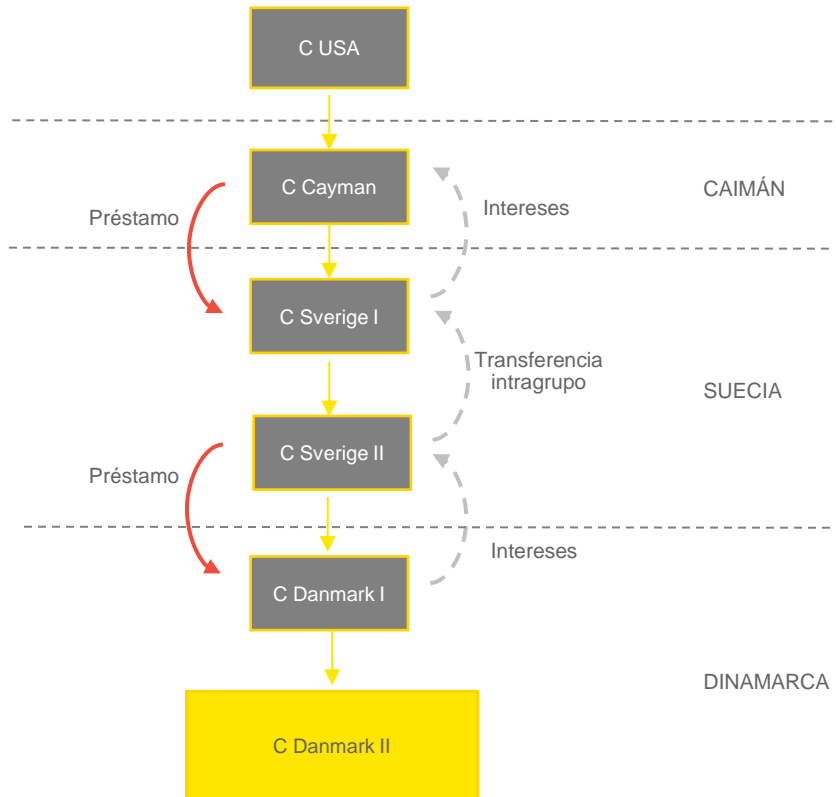 C USA
C Cayman
CAIMÁN
Préstamo
Intereses
C Sverige I
Transferencia
intragrupo
SUECIA
C Sverige II
Préstamo
Intereses
C Danmark I
DINAMARCA
C Danmark II